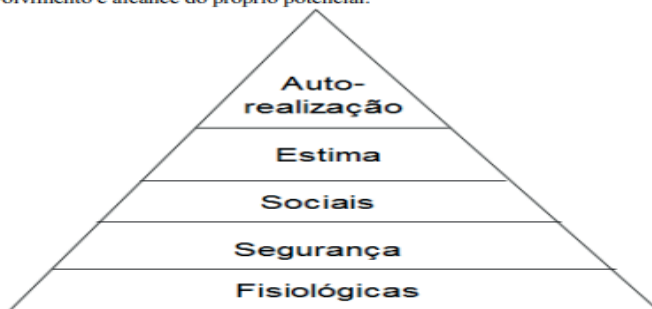 alcance do próprio potencial.
Auto-
realização
Estima
Sociais
Segurança
Fisiológicas